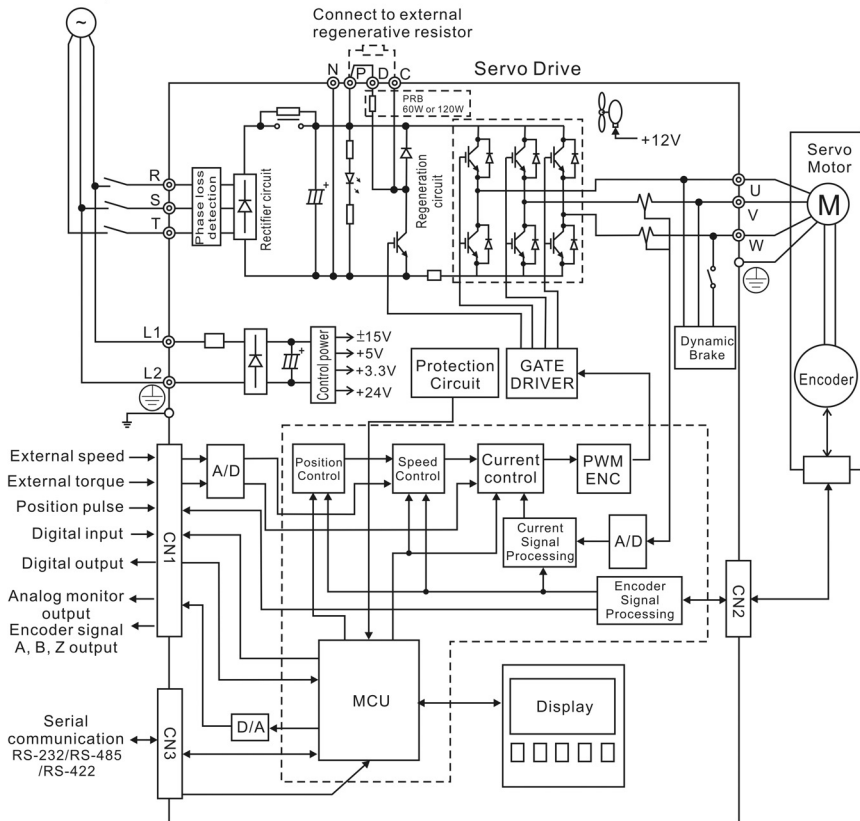 ~
Connect to external
regenerative resistor
N P D C
Servo Drive
PRB
60W or 120W
+12V
Servo
Motor
R
S
T
Phase loss
detection
Rectifier circuit
Regeneration
circuit
U
V
W
M
L1
L2
Control power
±15V
+5V
+3.3V
+24V
Protection
Circuit
GATE
DRIVER
Dynamic
Brake
Encoder
External speed
External torque
Position pulse
Digital input
Digital output
Analog monitor
output
Encoder signal
A, B, Z output
CN1
A/D
Position
Control
Speed
Control
Current
control
PWM
ENC
Current
Signal
Processing
A/D
Encoder
Signal
Processing
CN2
MCU
D/A
Display
Serial
communication
RS-232/RS-485
/RS-422
CN3